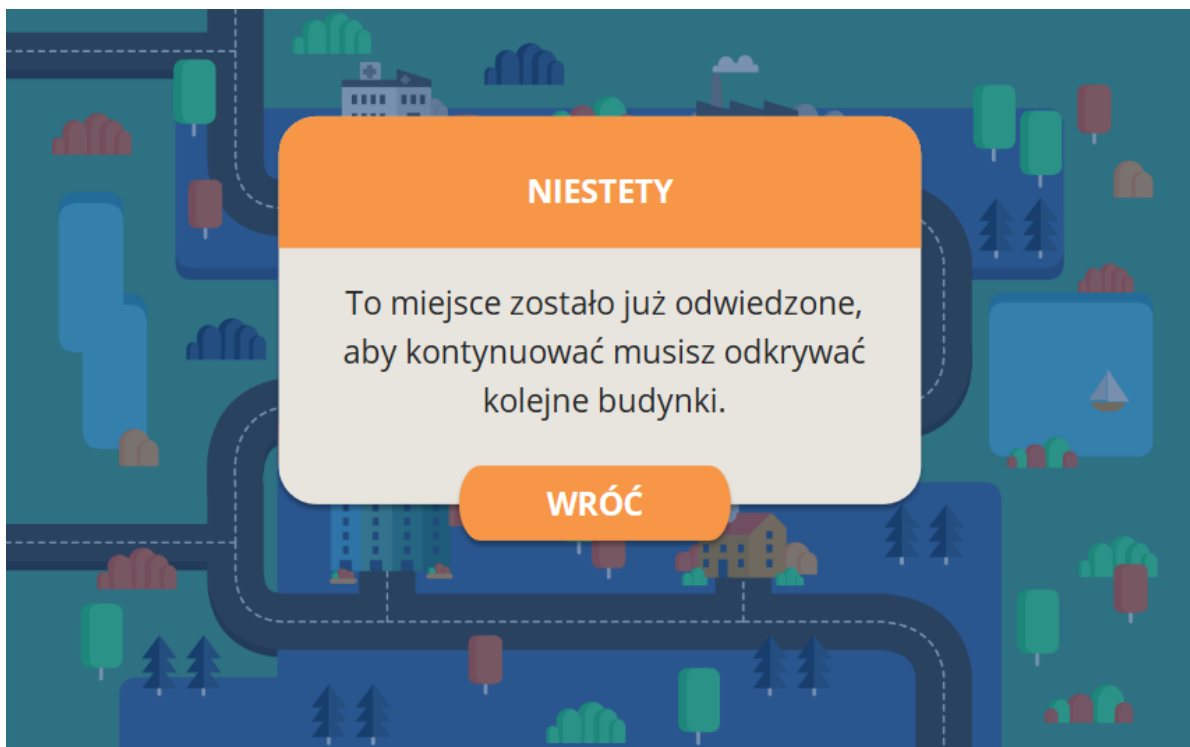 NIESTETY
To miejsce zostało już odwiedzone,
aby kontynuować musisz odkrywać
kolejne budynki.
WRÓĆ